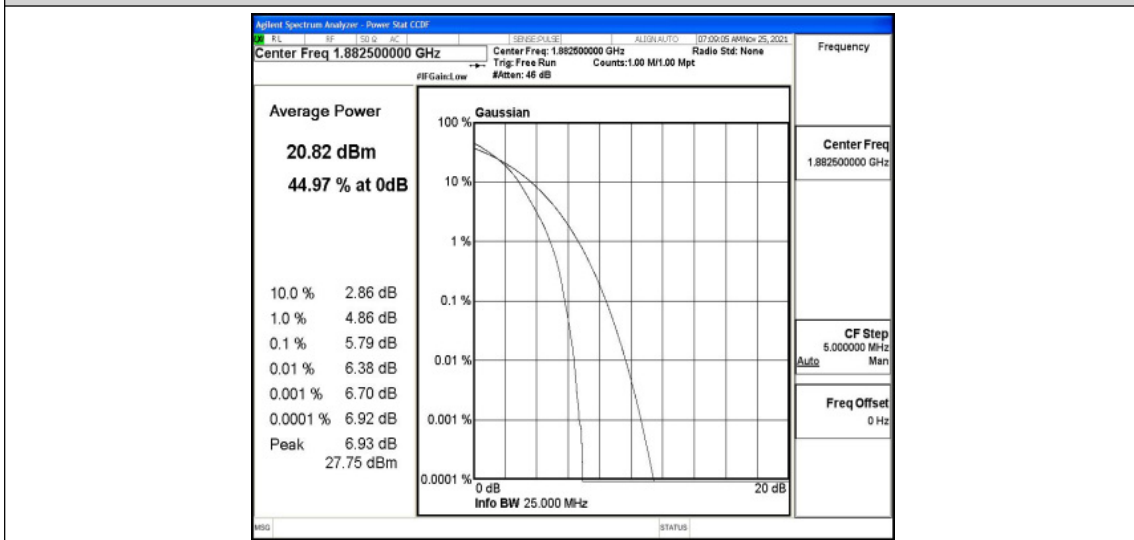 Agilent Spectrum Analyzer - Power Stat CCDF
RL RF 50 Ω AC SENSE:PULSE ALIGN AUTO 07:09:05 AM Nov 25, 2021
Center Freq 1.882500000 GHz
Center Freq: 1.882500000 GHz Radio Std: None
Trig: Free Run Counts:1.00 M/1.00 Mpt
#IFGain:Low #Atten: 46 dB
Frequency
Average Power
20.82 dBm
44.97 % at 0dB
10.0 % 2.86 dB
1.0 % 4.86 dB
0.1 % 5.79 dB
0.01 % 6.38 dB
0.001 % 6.70 dB
0.0001 % 6.92 dB
Peak 6.93 dB
27.75 dBm
Gaussian
100 %
10 %
1 %
0.1 %
0.01 %
0.001 %
0.0001 %
0 dB 20 dB
Info BW 25.000 MHz
Center Freq
1.882500000 GHz
CF Step
5.000000 MHz
Auto Man
Freq Offset
0 Hz
MSG STATUS